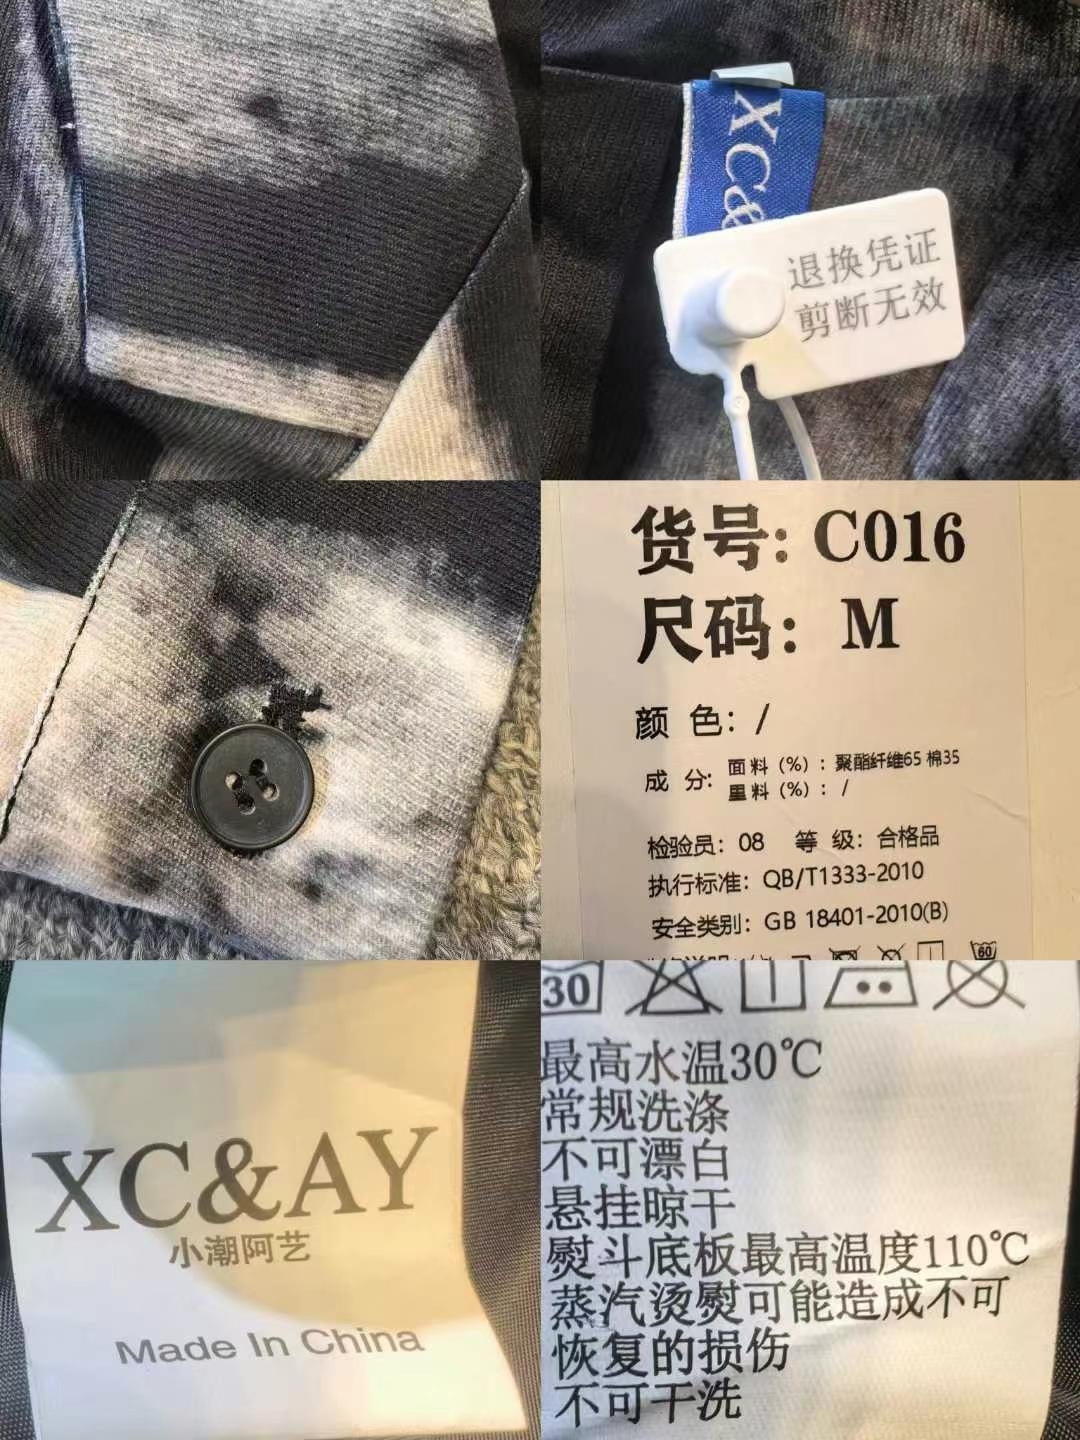 XC&
退换凭证
剪断无效
货号: C016
尺码: M
颜 色: /
成 分: 面料 (%) : 聚酯纤维65 棉35
里料 (%) : /
检验员: 08 等 级: 合格品
执行标准: QB/T1333-2010
安全类别: GB 18401-2010(B)
60
XC&AY
小潮阿艺
Made In China
30
最高水温30℃
常规洗涤
不可漂白
悬挂晾干
熨斗底板最高温度110℃
蒸汽烫熨可能造成不可
恢复的损伤
不可干洗